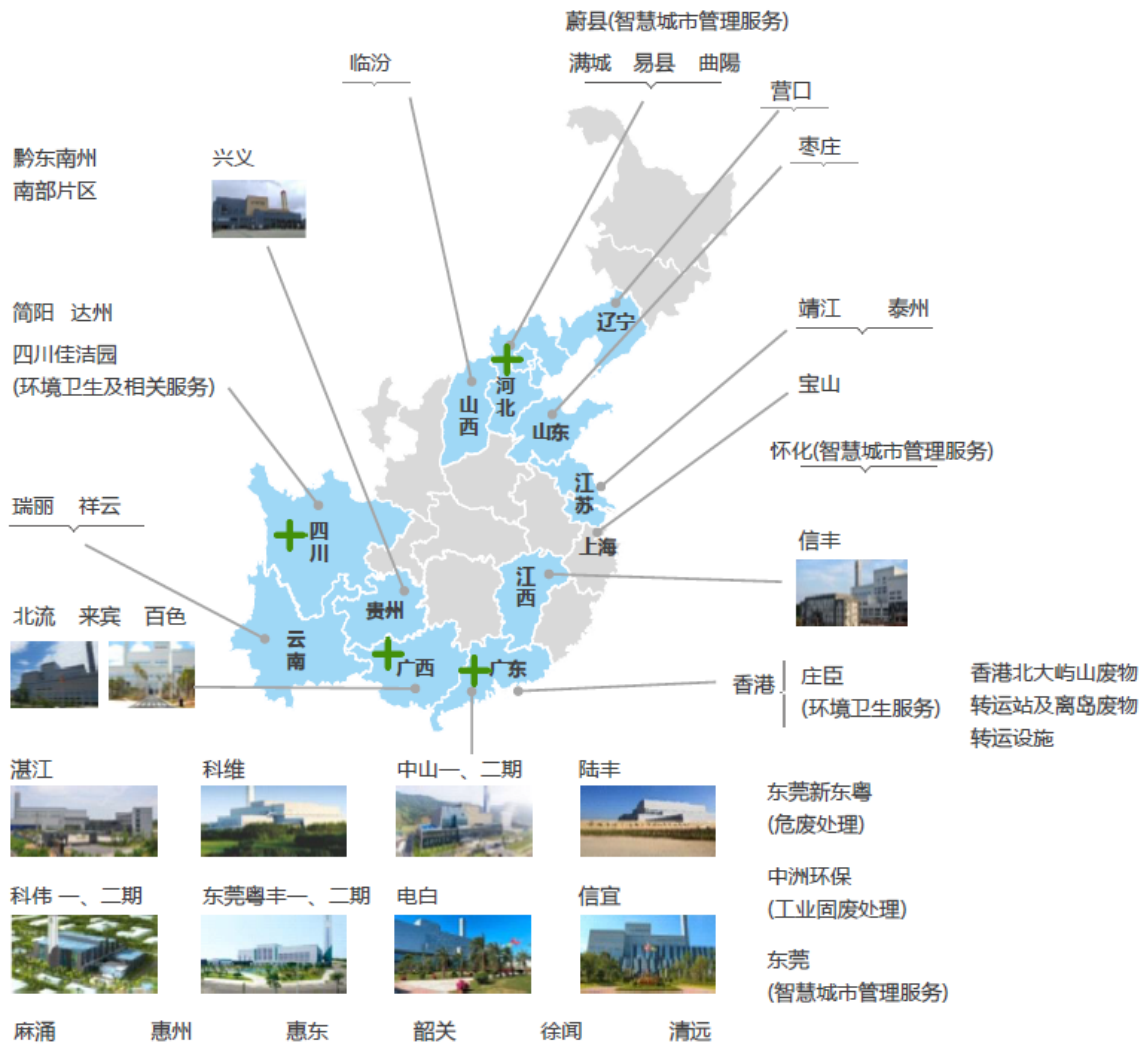 蔚县(智慧城市管理服务)
临汾
满城 易县 曲陽
营口
枣庄
黔东南州
南部片区
兴义
简阳 达州
四川佳洁园
(环境卫生及相关服务)
靖江 泰州
宝山
怀化(智慧城市管理服务)
瑞丽 祥云
信丰
北流 来宾 百色
辽宁
河北
山西
山东
江苏
上海
四川
江西
贵州
云南
广西
广东
香港
庄臣
(环境卫生服务)
香港北大屿山废物
转运站及离岛废物
转运设施
湛江 科维 中山一、二期 陆丰
东莞新东粤
(危废处理)
中洲环保
(工业固废处理)
科伟 一、二期 东莞粤丰一、二期 电白 信宜
东莞
(智慧城市管理服务)
麻涌 惠州 惠东 韶关 徐闻 清远